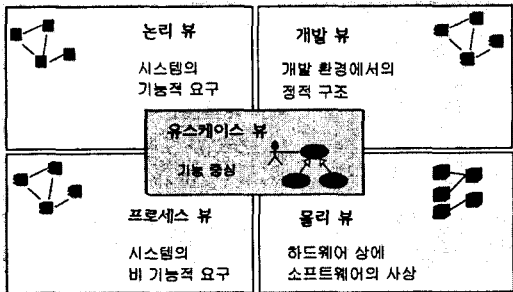 논리 뷰
시스템의
기능적 요구
개발 뷰
개발 환경에서의
정적 구조
유스케이스 뷰
기능 중심
프로세스 뷰
시스템의
비 기능적 요구
물리 뷰
하드웨어 상에
소프트웨어의 사상